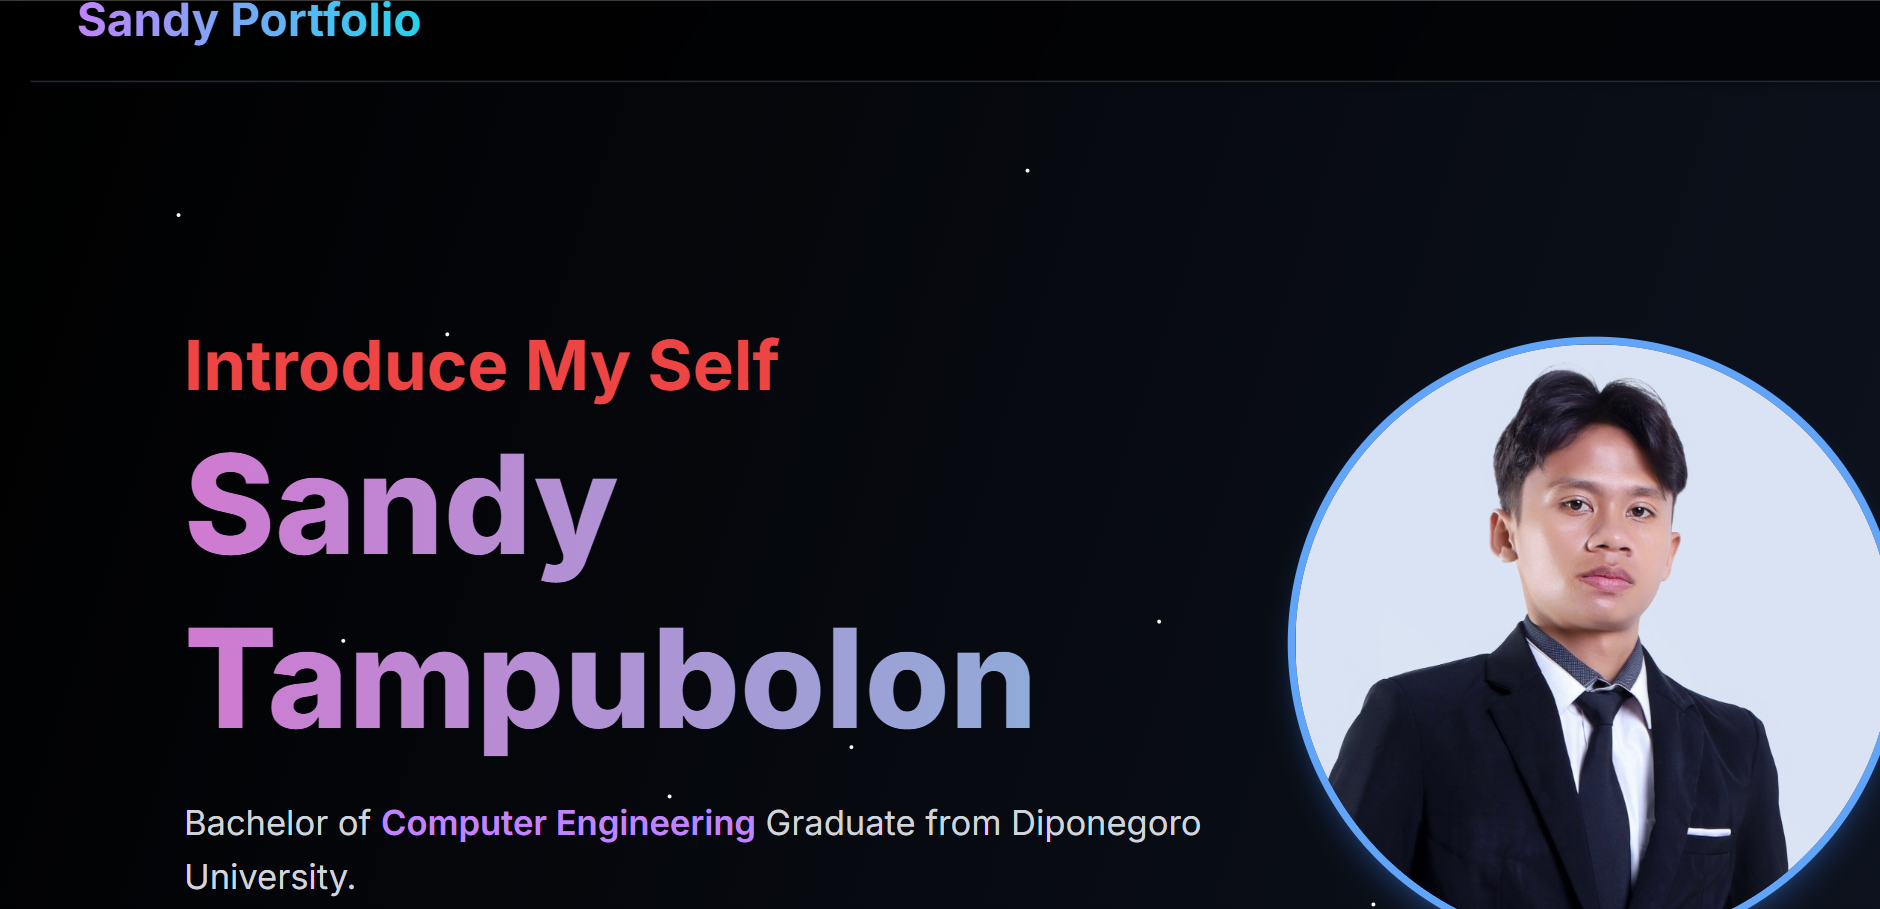 Sandy Portfolio
Introduce My Self
Sandy
Tampubolon
Bachelor of Computer Engineering Graduate from Diponegoro
University.